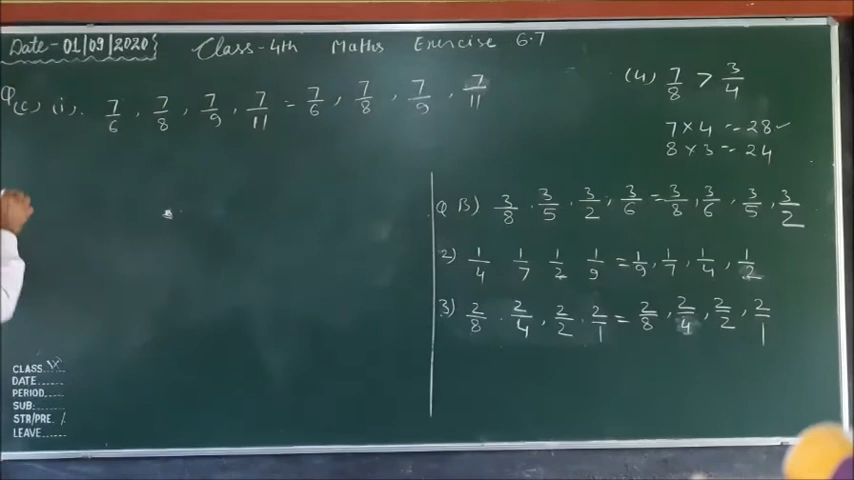 Date - 01/09/2020
Class - 4th Maths Exercise 6.7
Q(c) (i). 7/6, 7/8, 7/9, 7/11 = 7/6, 7/8, 7/9, 7/11
(4) 7/8 > 3/4
7 × 4 = 28 ✓
8 × 3 = 24
Q B) 3/8, 3/5, 3/2, 3/6 = 3/8, 3/6, 3/5, 3/2
2) 1/4 1/7 1/2 1/9 = 1/9, 1/7, 1/4, 1/2
3) 2/8, 2/4, 2/2, 2/1 = 2/8, 2/4, 2/2, 2/1
CLASS IV
DATE
PERIOD
SUB:
STR/PRE. /
LEAVE